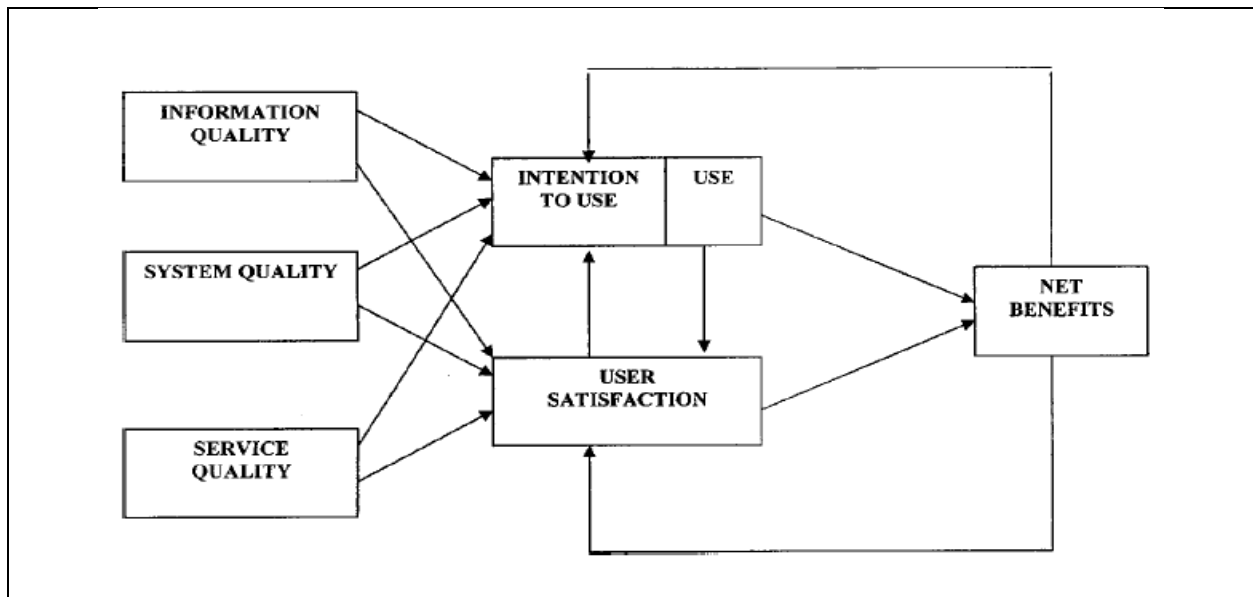 INFORMATION
QUALITY
INTENTION
TO USE
USE
SYSTEM QUALITY
NET
BENEFITS
USER
SATISFACTION
SERVICE
QUALITY